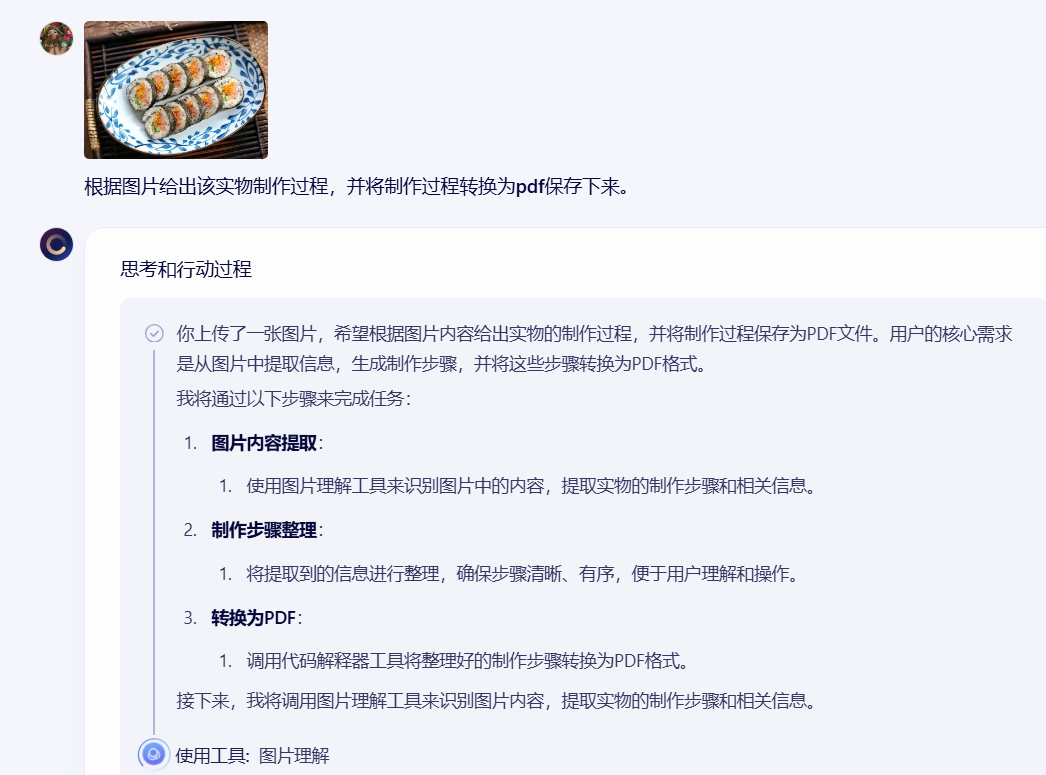 根据图片给出该实物制作过程，并将制作过程转换为pdf保存下来。
思考和行动过程
你上传了一张图片，希望根据图片内容给出实物的制作过程，并将制作过程保存为PDF文件。用户的核心需求
是从图片中提取信息，生成制作步骤，并将这些步骤转换为PDF格式。
我将通过以下步骤来完成任务：
1. 图片内容提取：
1. 使用图片理解工具来识别图片中的内容，提取实物的制作步骤和相关信息。
2. 制作步骤整理：
1. 将提取到的信息进行整理，确保步骤清晰、有序，便于用户理解和操作。
3. 转换为PDF：
1. 调用代码解释器工具将整理好的制作步骤转换为PDF格式。
接下来，我将调用图片理解工具来识别图片内容，提取实物的制作步骤和相关信息。
使用工具：图片理解